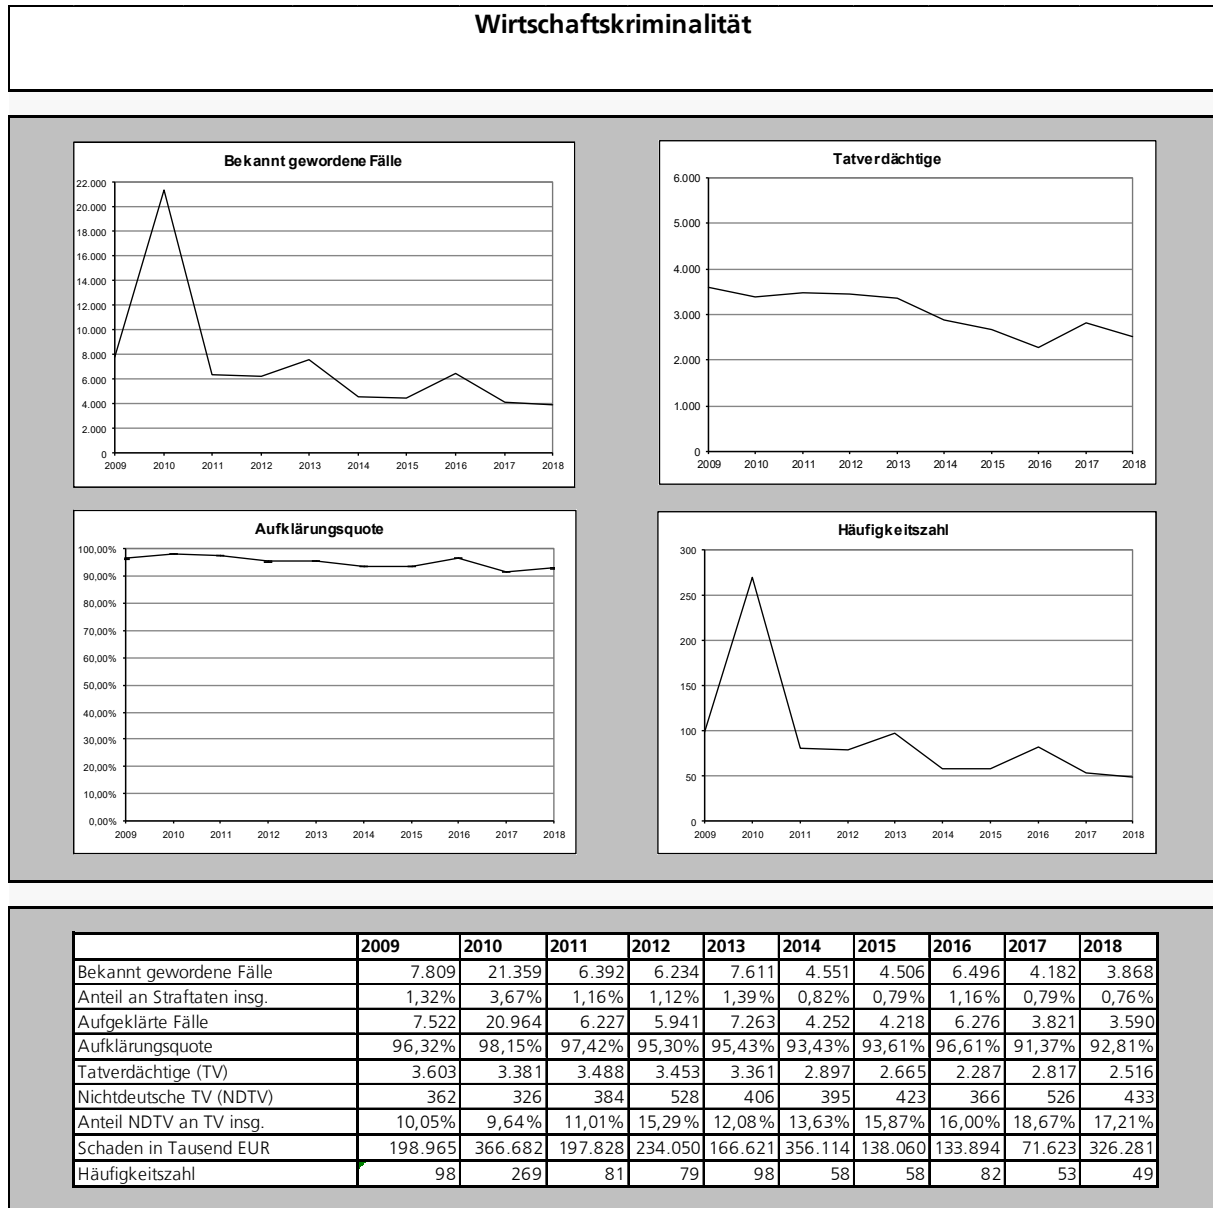 Wirtschaftskriminalität
Bekannt gewordene Fälle
22.000
20.000
18.000
16.000
14.000
12.000
10.000
8.000
6.000
4.000
2.000
0
2009 2010 2011 2012 2013 2014 2015 2016 2017 2018
Tatverdächtige
6.000
5.000
4.000
3.000
2.000
1.000
0
2009 2010 2011 2012 2013 2014 2015 2016 2017 2018
Aufklärungsquote
100,00%
90,00%
80,00%
70,00%
60,00%
50,00%
40,00%
30,00%
20,00%
10,00%
0,00%
2009 2010 2011 2012 2013 2014 2015 2016 2017 2018
Häufigkeitszahl
300
250
200
150
100
50
0
2009 2010 2011 2012 2013 2014 2015 2016 2017 2018
2009 2010 2011 2012 2013 2014 2015 2016 2017 2018
Bekannt gewordene Fälle 7.809 21.359 6.392 6.234 7.611 4.551 4.506 6.496 4.182 3.868
Anteil an Straftaten insg. 1,32% 3,67% 1,16% 1,12% 1,39% 0,82% 0,79% 1,16% 0,79% 0,76%
Aufgeklärte Fälle 7.522 20.964 6.227 5.941 7.263 4.252 4.218 6.276 3.821 3.590
Aufklärungsquote 96,32% 98,15% 97,42% 95,30% 95,43% 93,43% 93,61% 96,61% 91,37% 92,81%
Tatverdächtige (TV) 3.603 3.381 3.488 3.453 3.361 2.897 2.665 2.287 2.817 2.516
Nichtdeutsche TV (NDTV) 362 326 384 528 406 395 423 366 526 433
Anteil NDTV an TV insg. 10,05% 9,64% 11,01% 15,29% 12,08% 13,63% 15,87% 16,00% 18,67% 17,21%
Schaden in Tausend EUR 198.965 366.682 197.828 234.050 166.621 356.114 138.060 133.894 71.623 326.281
Häufigkeitszahl 98 269 81 79 98 58 58 82 53 49